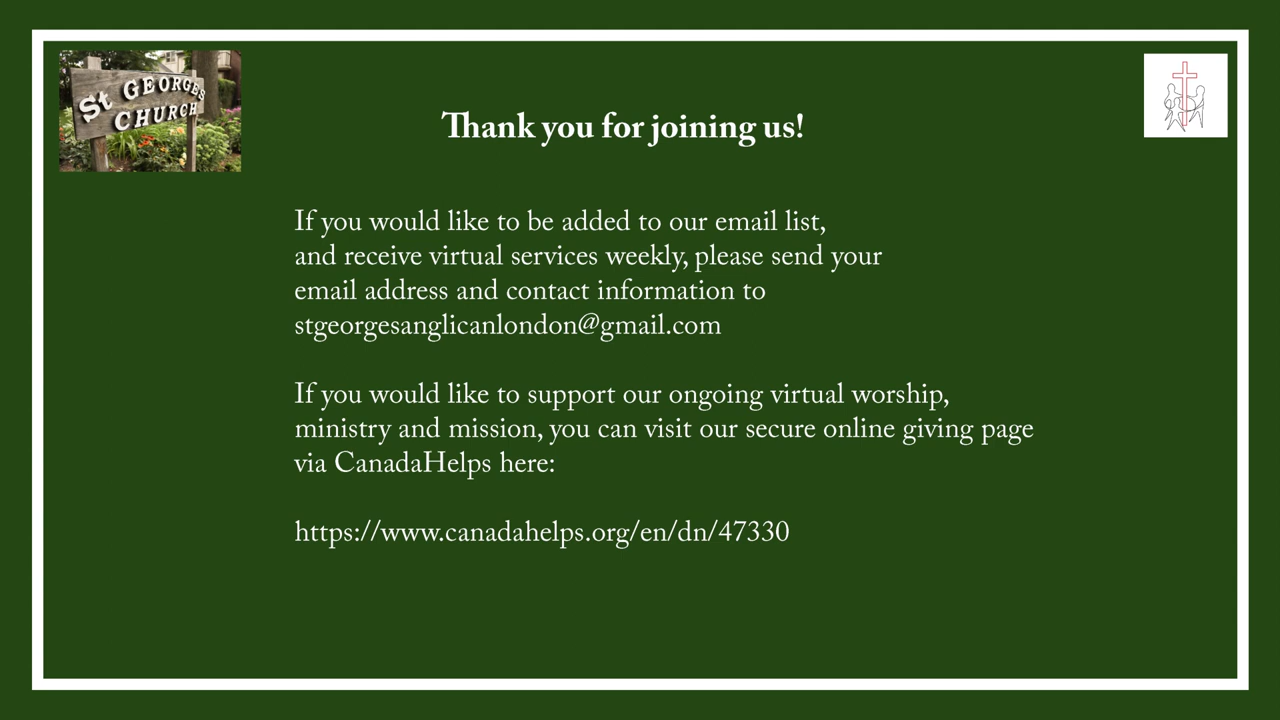 St GEORGES
CHURCH
Thank you for joining us!
If you would like to be added to our email list,
and receive virtual services weekly, please send your
email address and contact information to
stgeorgesanglicanlondon@gmail.com
If you would like to support our ongoing virtual worship,
ministry and mission, you can visit our secure online giving page
via CanadaHelps here:
https://www.canadahelps.org/en/dn/47330